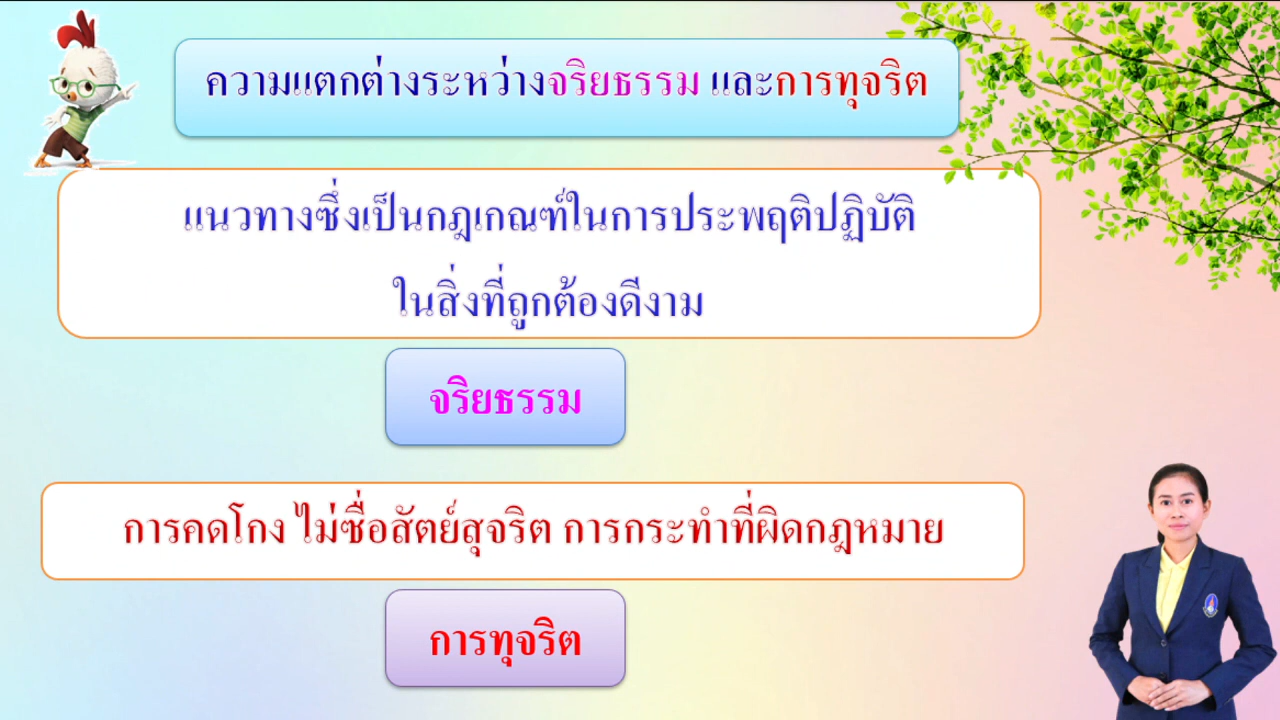 ความแตกต่างระหว่างจริยธรรม และการทุจริต
แนวทางซึ่งเป็นกฎเกณฑ์ในการประพฤติปฏิบัติ
ในสิ่งที่ถูกต้องดีงาม
จริยธรรม
การคดโกง ไม่ซื่อสัตย์สุจริต การกระทำที่ผิดกฎหมาย
การทุจริต